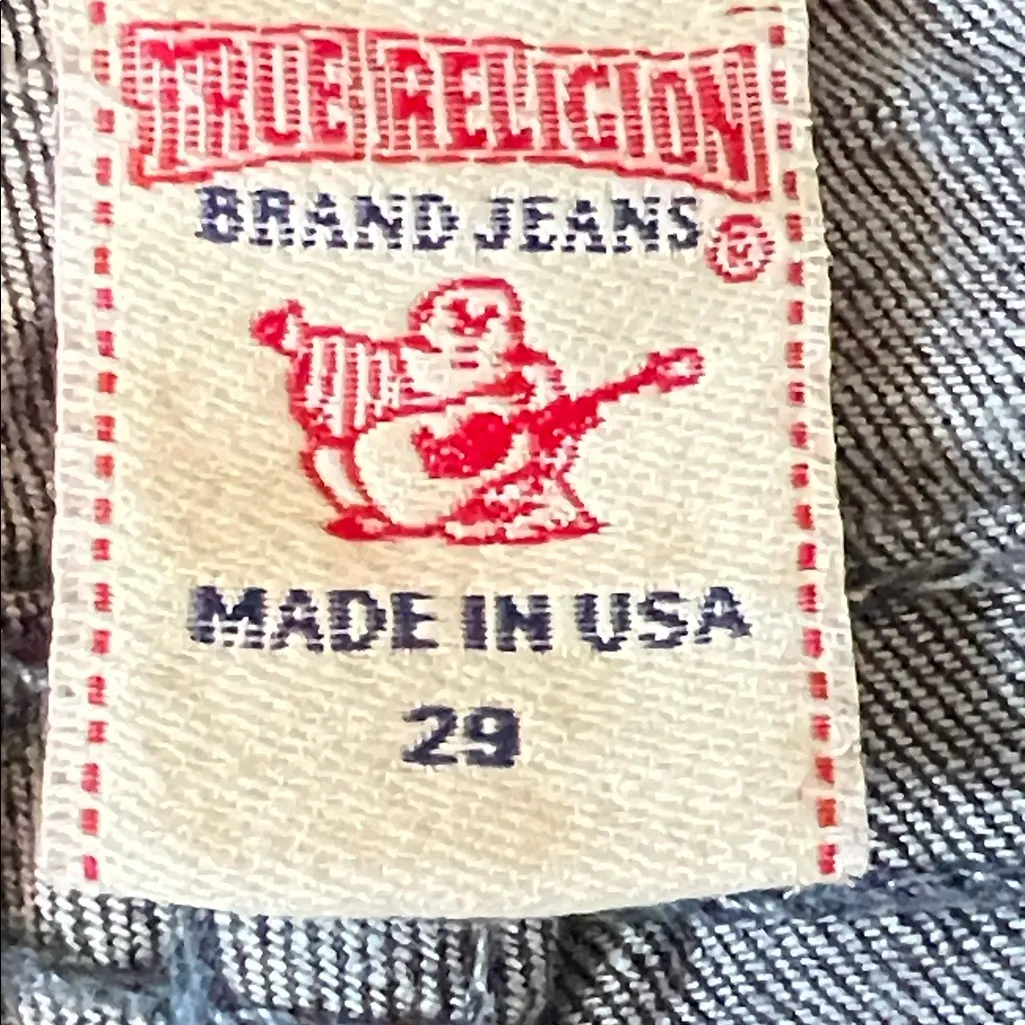 TRUE RELIGION
BRAND JEANS®
MADE IN USA
29